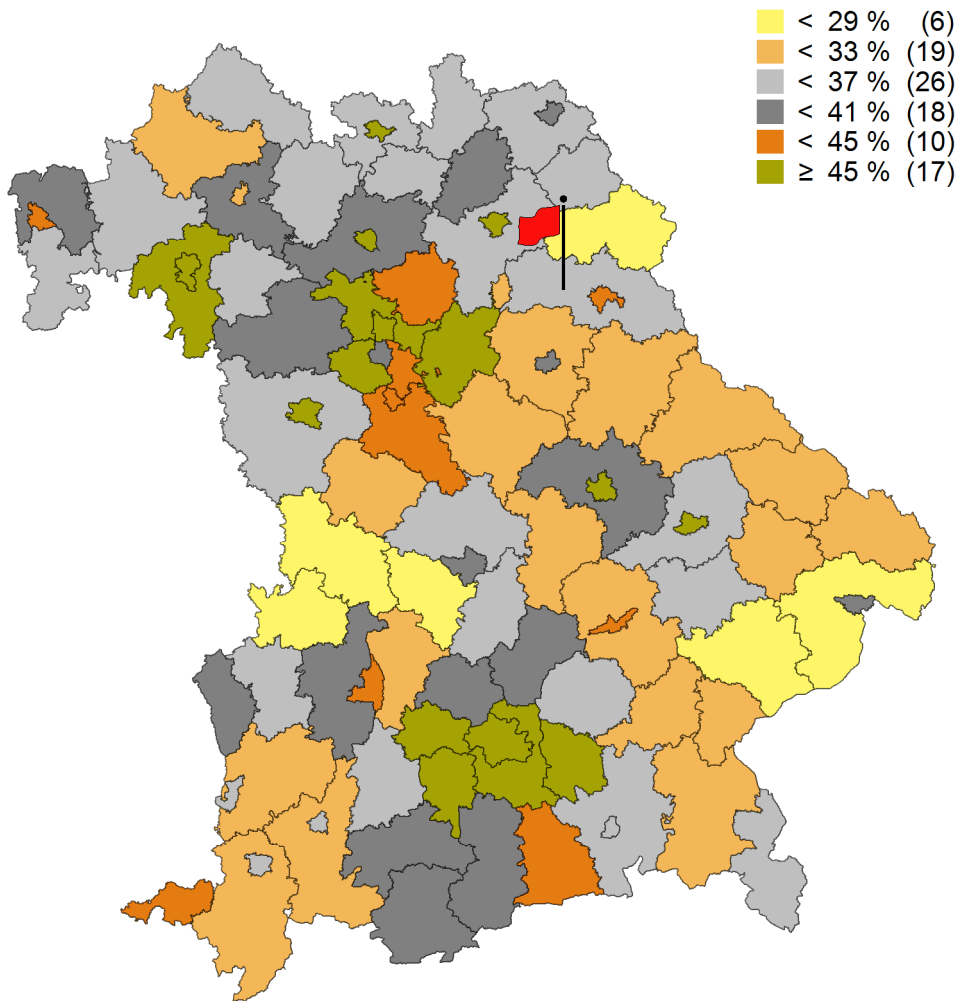 < 29 % (6)
< 33 % (19)
< 37 % (26)
< 41 % (18)
< 45 % (10)
≥ 45 % (17)